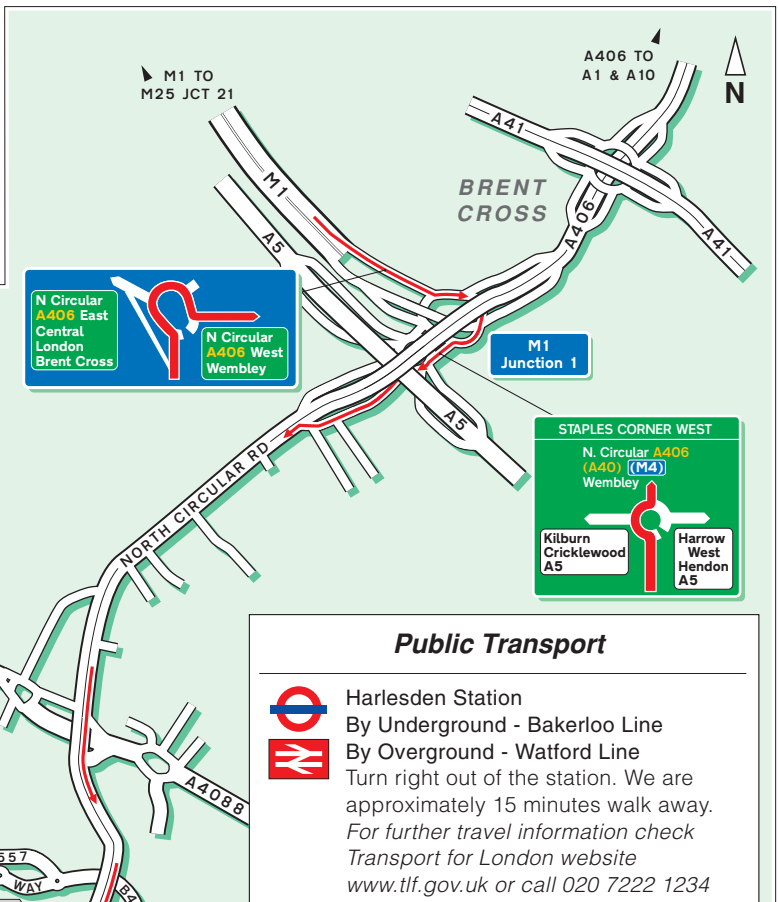 M1 TO
M25 JCT 21
A406 TO
A1 & A10
N
A41
M1
BRENT
CROSS
A406
A41
A5
N Circular
A406 East
Central
London
Brent Cross
N Circular
A406 West
Wembley
M1
Junction 1
A5
STAPLES CORNER WEST
N. Circular A406
(A40) (M4)
Wembley
Kilburn
Cricklewood
A5
Harrow
West
Hendon
A5
NORTH CIRCULAR RD
Public Transport
Harlesden Station
By Underground - Bakerloo Line
By Overground - Watford Line
Turn right out of the station. We are
approximately 15 minutes walk away.
For further travel information check
Transport for London website
www.tlf.gov.uk or call 020 7222 1234
A4088
557
WAY
B4